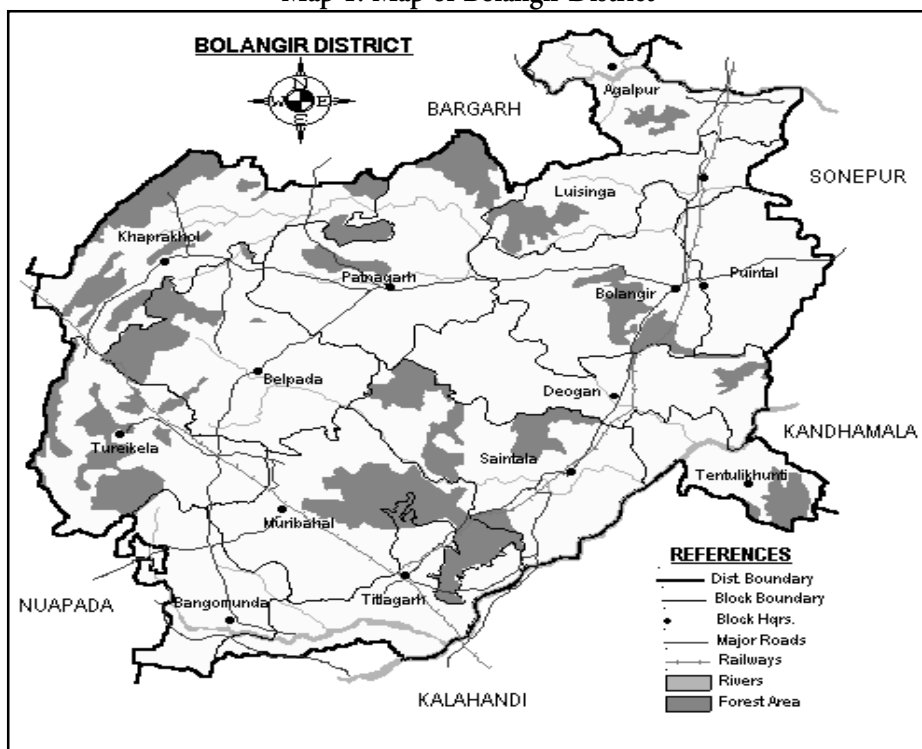 Map 1: Map of Bolangir District
BOLANGIR DISTRICT
N
W E
S
BARGARH
Agalpur
SONEPUR
Luisinga
Khaprakhol
Patnagarh
Bolangir
Puintal
Belpada
Deogan
KANDHAMALA
Tureikela
Saintala
Tentulikhunti
Muribahal
NUAPADA
Bangomunda
Titlagarh
KALAHANDI
REFERENCES
Dist. Boundary
Block Boundary
Block Hqrs.
Major Roads
Railways
Rivers
Forest Area